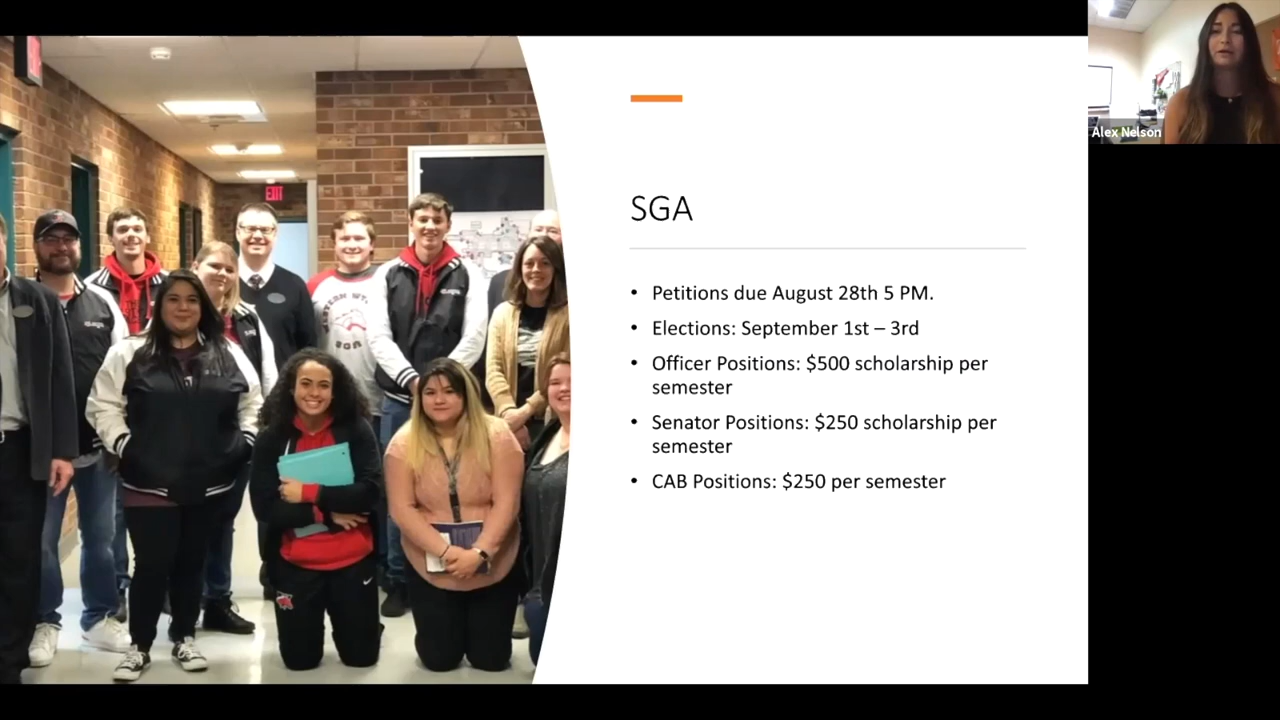 EXIT
SGA
• Petitions due August 28th 5 PM.
• Elections: September 1st – 3rd
• Officer Positions: $500 scholarship per
semester
• Senator Positions: $250 scholarship per
semester
• CAB Positions: $250 per semester
Alex Nelson